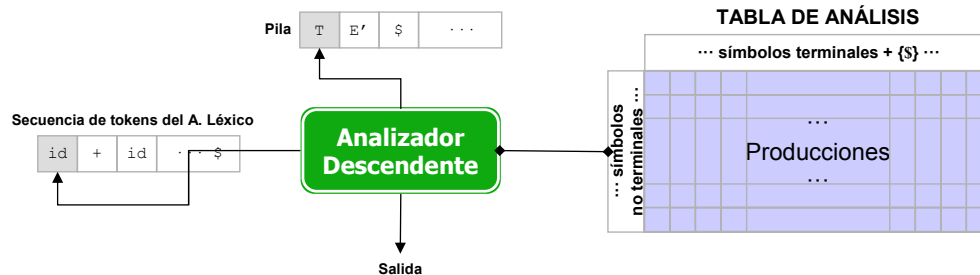 TABLA DE ANÁLISIS
Pila T E’ $ ...
... símbolos terminales + {$} ...
Secuencia de tokens del A. Léxico
id + id ... $
Analizador
Descendente
... símbolos
no terminales ...
...
Producciones
...
Salida